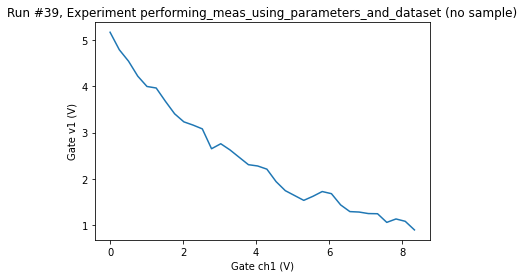 Run #39, Experiment performing_meas_using_parameters_and_dataset (no sample)
5
4
3
2
1
Gate v1 (V)
0 2 4 6 8
Gate ch1 (V)